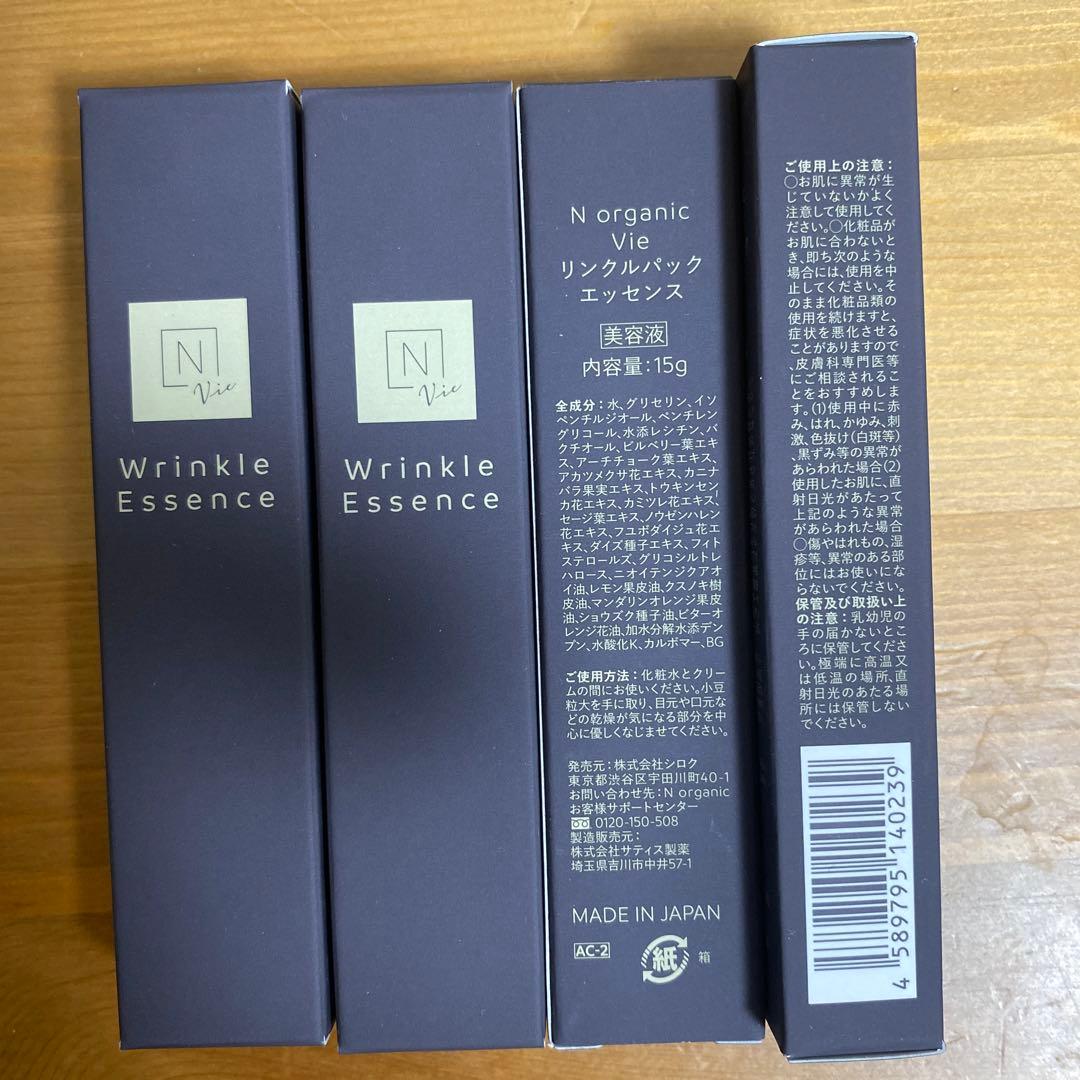 N
Vie
Wrinkle
Essence
N
Vie
Wrinkle
Essence
N organic
Vie
リンクルパック
エッセンス
美容液
内容量:15g
全成分:水、グリセリン、イソ
ペンチルジオール、ペンチレン
グリコール、水添レシチン、バ
クチオール、ビルベリー葉エキ
ス、アーチチョーク葉エキス、
アカツメクサ花エキス、カニナ
バラ果実エキス、トウキンセン
カ花エキス、カミツレ花エキス、
セージ葉エキス、ノウゼンハレン
花エキス、フユボダイジュ花エ
キス、ダイズ種子エキス、フィト
ステロールズ、グリコシルトレ
ハロース、ニオイテンジクアオ
イ油、レモン果皮油、クスノキ樹
皮油、マンダリンオレンジ果皮
油、ショウズク種子油、ビターオ
レンジ花油、加水分解水添デン
プン、水酸化K、カルボマー、BG
ご使用方法:化粧水とクリー
ムの間にお使いください。小豆
粒大を手に取り、目元や口元な
どの乾燥が気になる部分を中
心に優しくなじませてください。
発売元:株式会社シロク
東京都渋谷区宇田川町40-1
お問い合わせ先:N organic
お客様サポートセンター
0120-150-508
製造販売元:
株式会社サティス製薬
埼玉県吉川市中井57-1
MADE IN JAPAN
AC-2
紙
箱
ご使用上の注意:
○お肌に異常が生
じていないかよく
注意して使用してく
ださい。○化粧品が
お肌に合わないと
き、即ち次のような
場合には、使用を中
止してください。そ
のまま化粧品類の
使用を続けますと、
症状を悪化させる
ことがありますので
、皮膚科専門医等
にご相談されるこ
とをおすすめしま
す。(1)使用中に赤
み、はれ、かゆみ、刺
激、色抜け(白斑等)
、黒ずみ等の異常が
あらわれた場合(2)
使用したお肌に、直
射日光があたって
上記のような異常
があらわれた場合
○傷やはれもの、湿
疹等、異常のある部
位にはお使いにな
らないでください。
保管及び取扱い上
の注意:乳幼児の
手の届かないとこ
ろに保管してくださ
い。極端に高温又
は低温の場所、直
射日光のあたる場
所には保管しない
でください。
4 589795 140239